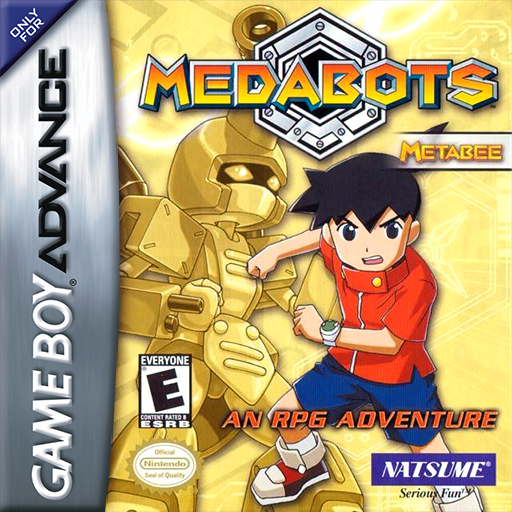 ONLY
FOR
GAME BOY ADVANCE
MEDABOTS
METABEE
EVERYONE
E
CONTENT RATED BY
ESRB
Official
Nintendo
Seal of Quality
AN RPG ADVENTURE
NATSUME®
Serious Fun™